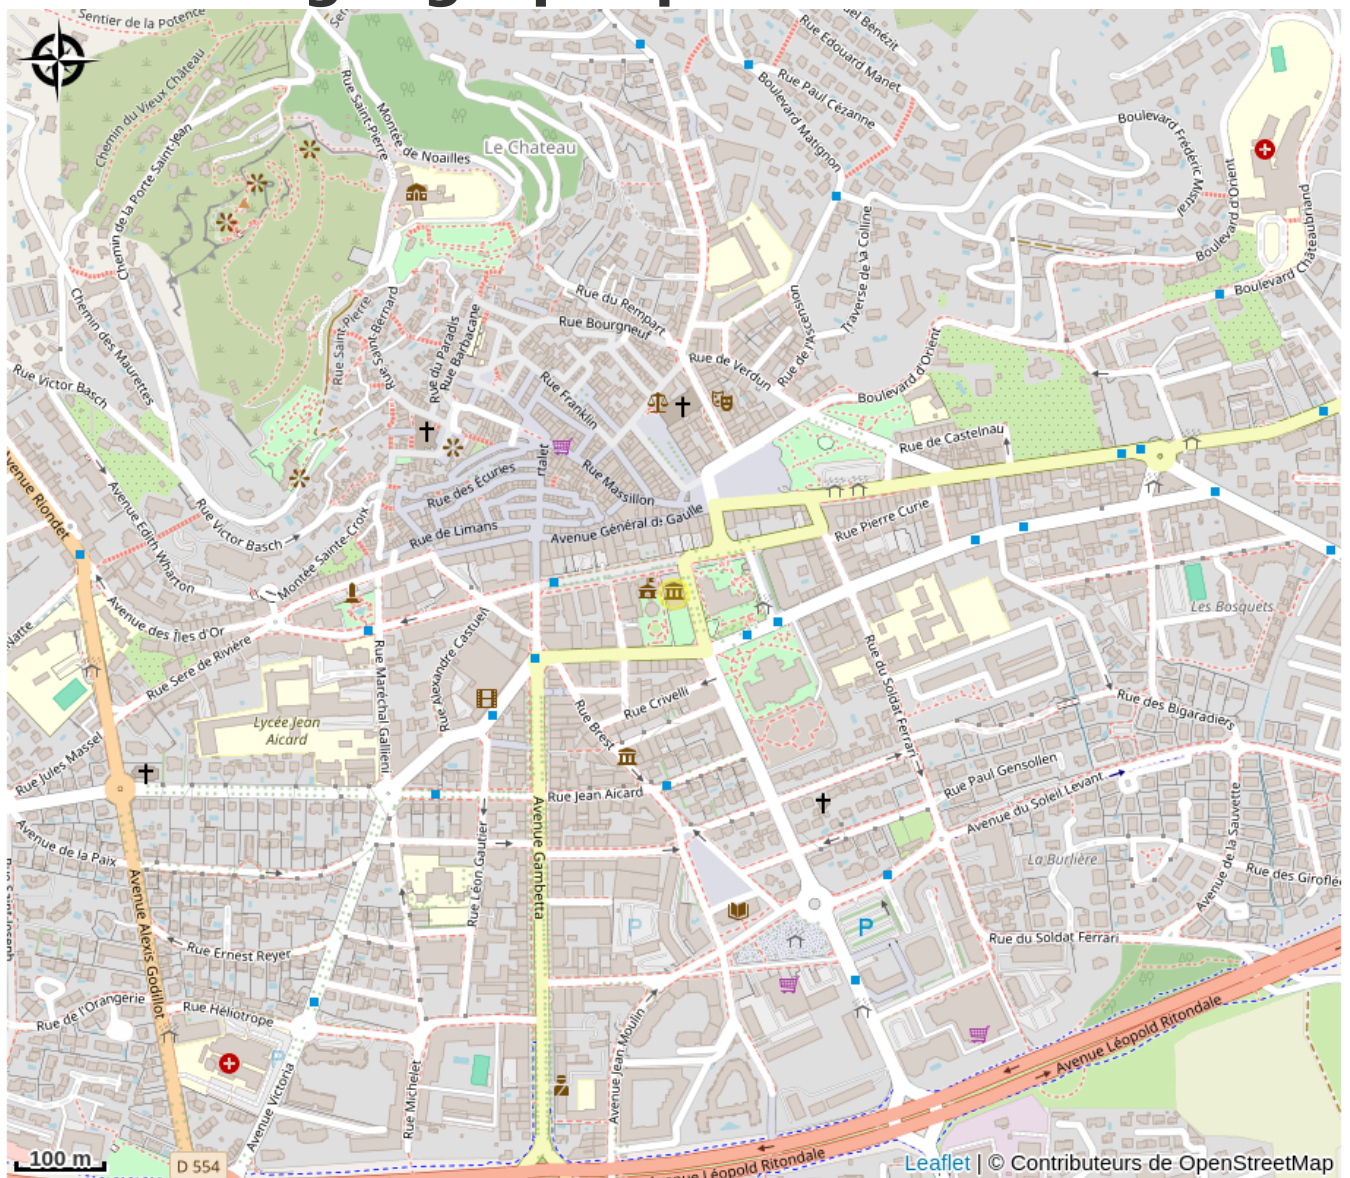 Sentier de la Potence
Chemin du Vieux Château
Chemin de la Porte Saint-Jean
Rue Saint-Pierre
Montée de Noailles
Le Chateau
Rue Edouard Manet
Rue Paul Cézanne
Boulevard Matignon
Boulevard Frédéric Mistral
Boulevard d'Orient
Boulevard Châteaubriand
Traverse de la Colline
Rue de l'Ascension
Chemin des Maurettes
Rue Saint-Pierre
Rue Saint-Bernard
Rue du Paradis
Rue Barbacane
Rue du Rempart
Rue Bourgneuf
Rue de Verdun
Boulevard d'Orient
Rue Victor Basch
Rue Franklin
Rue de Castelnau
Avenue Riondet
Avenue Edith Wharton
Rue Victor Basch
Montée Sainte-Croix
Rue des Écuries
rtalet
Rue Massillon
Rue de Limans
Avenue Général de Gaulle
Rue Pierre Curie
Les Bosquets
Natte
Avenue des Îles d'Or
Rue Sere de Rivière
Rue Maréchal Gallieni
Rue Alexandre Castueil
Rue du Soldat Ferrari
Rue Crivelli
Rue Brest
Rue des Bigaradiers
Lycée Jean
Aicard
Rue Jules Massel
Rue Jean Aicard
Rue Paul Gensollen
Avenue du Soleil Levant
Avenue de la Paix
Avenue Gambetta
Rue Léon Gautier
La Burlière
Avenue de la Sauvette
Rue des Girofle
Avenue Alexis Godillot
Rue Ernest Reyer
P
P
Rue du Soldat Ferrari
Rue de l'Orangerie
Rue Héliotrope
P
Avenue Victoria
Rue Michelet
Avenue Jean Moulin
Avenue Léopold Ritondale
100 m
D 554
Avenue Léopold Ritondale
Leaflet | © Contributeurs de OpenStreetMap